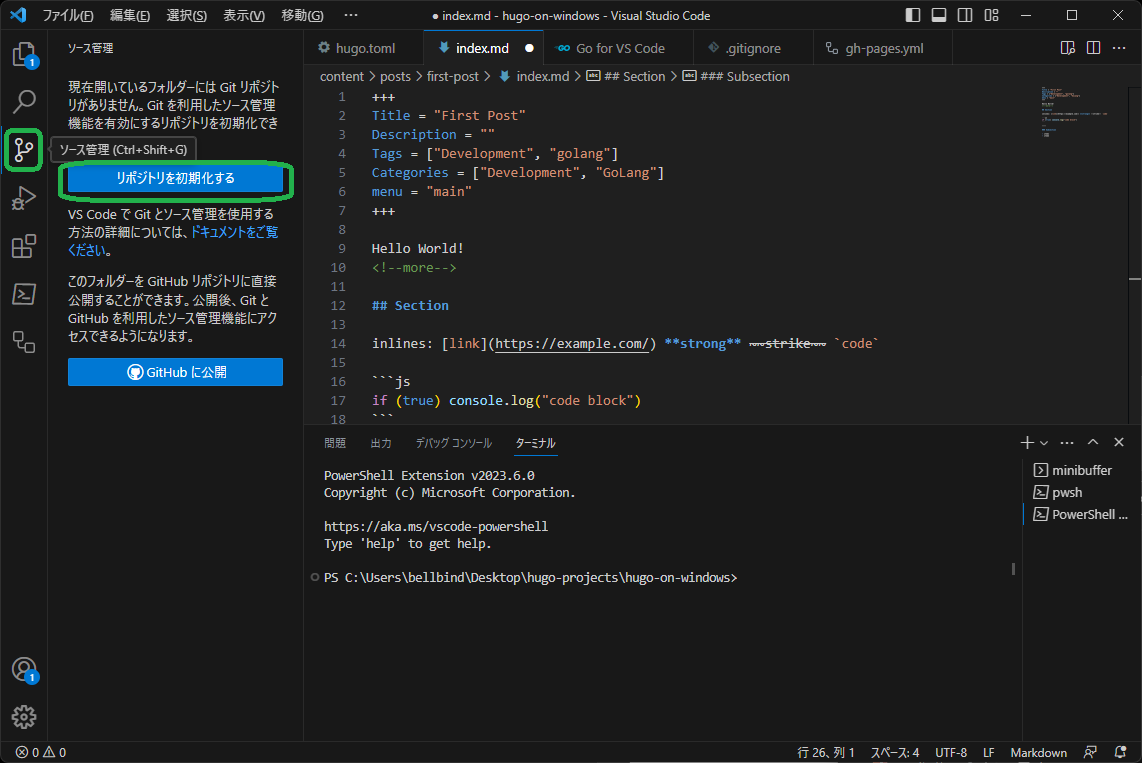 ファイル(F) 編集(E) 選択(S) 表示(V) 移動(G) ··· ● index.md - hugo-on-windows - Visual Studio Code
1
ソース管理
現在開いているフォルダーには Git リポジト
リがありません。Git を利用したソース管理
機能を有効にするリポジトリを初期化でき
ソース管理 (Ctrl+Shift+G)
リポジトリを初期化する
VS Code で Git とソース管理を使用する
方法の詳細については、ドキュメントをご覧
ください。
このフォルダーを GitHub リポジトリに直接
公開することができます。公開後、Git と
GitHub を利用したソース管理機能にアク
セスできるようになります。
GitHub に公開
1
hugo.toml index.md ● Go for VS Code .gitignore gh-pages.yml
content > posts > first-post > index.md > abc ## Section > abc ### Subsection
1 +++
2 Title = "First Post"
3 Description = ""
4 Tags = ["Development", "golang"]
5 Categories = ["Development", "GoLang"]
6 menu = "main"
7 +++
8
9 Hello World!
10 <!--more-->
11
12 ## Section
13
14 inlines: [link](https://example.com/) **strong** ~~strike~~ `code`
15
16 ```js
17 if (true) console.log("code block")
18 ```
問題 出力 デバッグ コンソール ターミナル
PowerShell Extension v2023.6.0
Copyright (c) Microsoft Corporation.
https://aka.ms/vscode-powershell
Type 'help' to get help.
PS C:\Users\bellbind\Desktop\hugo-projects\hugo-on-windows>
minibuffer
pwsh
PowerShell ...
0 0 行 26、列 1 スペース: 4 UTF-8 LF Markdown